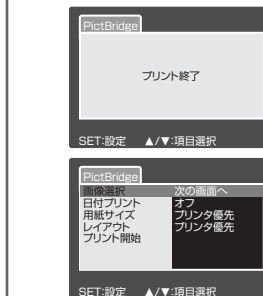 PictBridge
プリント終了
SET:設定 ▲/▼:項目選択
PictBridge
画像選択 次の画面へ
日付プリント オフ
用紙サイズ プリンタ優先
レイアウト プリンタ優先
プリント開始
SET:設定 ▲/▼:項目選択